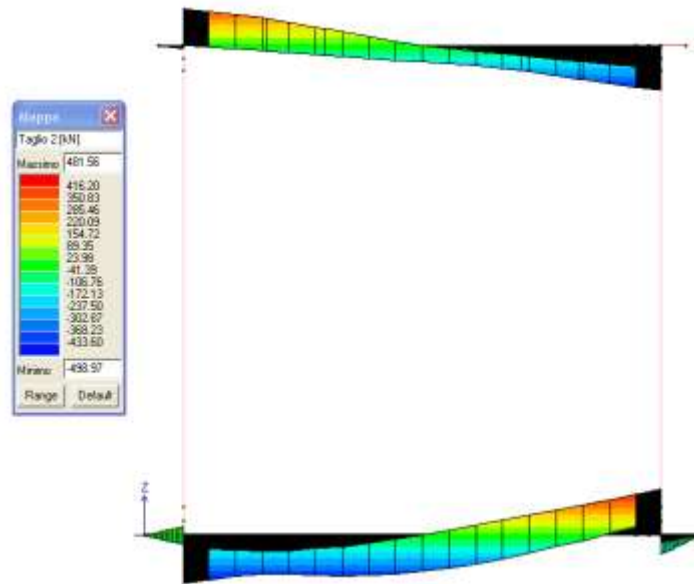 Mappa
Taglio 2 [kN]
Massimo 481.56
416.20
350.83
285.46
220.09
154.72
89.35
23.98
-41.39
-106.76
-172.13
-237.50
-302.87
-368.23
-433.60
Minimo -498.97
Range Default
Z